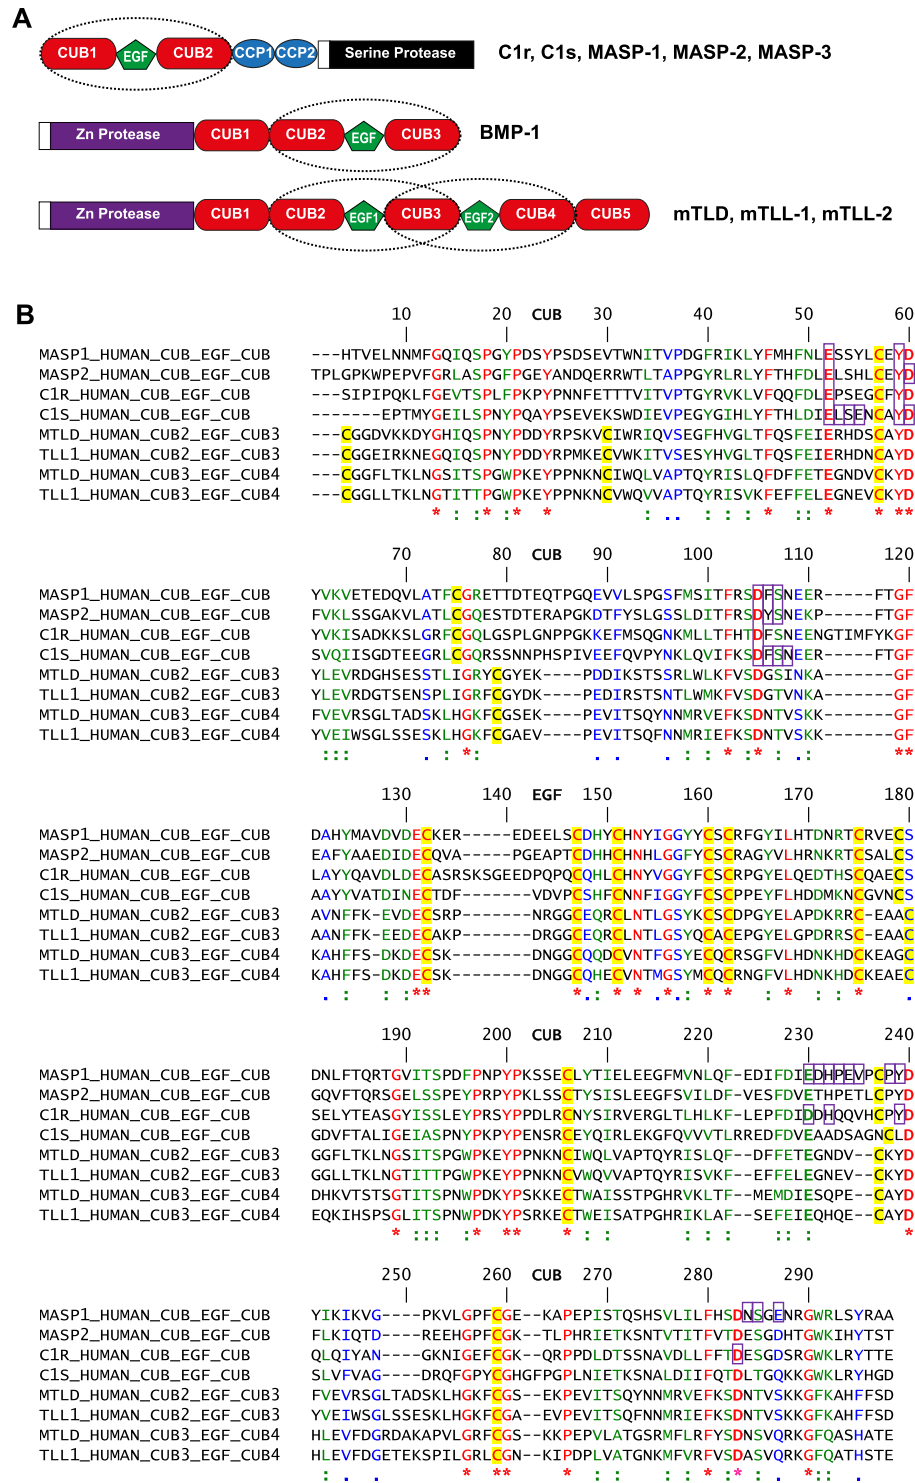 A
CUB1 EGF CUB2 CCP1 CCP2 Serine Protease C1r, C1s, MASP-1, MASP-2, MASP-3
Zn Protease CUB1 CUB2 EGF CUB3 BMP-1
Zn Protease CUB1 CUB2 EGF1 CUB3 EGF2 CUB4 CUB5 mTLD, mTLL-1, mTLL-2
B
10 20 CUB 30 40 50 60
MASP1_HUMAN_CUB_EGF_CUB ---HTVELNNMFGQIQSPGYPDSYPSDSEVTWNITVPDGFRIKLYFMHFNLESSYLCEYD
MASP2_HUMAN_CUB_EGF_CUB TPLGPKWPEPVFGRLASPGFPGEYANDQERRWTLTAPPGYRLRLYFTHFDLELSHLCEYD
C1R_HUMAN_CUB_EGF_CUB ---SIPIPQKLFGEVTSPLFPKPYPNNFETTTVITVPTGYRVKLVFQQFDLEPSEGCFYD
C1S_HUMAN_CUB_EGF_CUB -------EPTMYGEILSPNYPQAYPSEVEKSWDIEVPEGYGIHLYFTHLDIELSENCAYD
MTLD_HUMAN_CUB2_EGF_CUB3 ---CGGDVKKDYGHIQSPNYPDDYRPSKVCIWRIQVSEGFHVGLTFQSFEIERHDSCAYD
TLL1_HUMAN_CUB2_EGF_CUB3 ---CGGEIRKNEGQIQSPNYPDDYRPMKECVWKITVSESYHVGLTFQSFEIERHDNCAYD
MTLD_HUMAN_CUB3_EGF_CUB4 ---CGGFLTKLNGSITSPGWPKEYPPNKNCIWQLVAPTQYRISLQFDFFETEGNDVCKYD
TLL1_HUMAN_CUB3_EGF_CUB4 ---CGGLLTKLNGTITTPGWPKEYPPNKNCVWQVVAPTQYRISVKFEFFELEGNEVCKYD
* : * : * * : . . : : : * : : * * * *
70 80 CUB 90 100 110 120
MASP1_HUMAN_CUB_EGF_CUB YVKVETEDQVLATFCGRETTDTEQTPGQEVVLSPGSFMSITFRSDFSNEER-----FTGF
MASP2_HUMAN_CUB_EGF_CUB FVKLSSGAKVLATLCGQESTDTERAPGKDTFYSLGSSLDITFRSDYSNEKP-----FTGF
C1R_HUMAN_CUB_EGF_CUB YVKISADKKSLGRFCGQLGSPLGNPPGKKEFMSQGNKMLLTFHTDFSNEENGTIMFYKGF
C1S_HUMAN_CUB_EGF_CUB SVQIISGDTEEGRLCGQRSSNNPHSPIVEEFQVPYNKLQVIFKSDFSNEER-----FTGF
MTLD_HUMAN_CUB2_EGF_CUB3 YLEVRDGHSESSTLIGRYCGYEK----PDDIKSTSSRLWLKFVSDGSINKA-------GF
TLL1_HUMAN_CUB2_EGF_CUB3 YLEVRDGTSENSPLIGRFCGYDK----PEDIRSTSNTLWMKFVSDGTVNKA-------GF
MTLD_HUMAN_CUB3_EGF_CUB4 FVEVRSGLTADSKLHGKFCGSEK----PEVITSQYNNMRVEFKSDNTVSKK-------GF
TLL1_HUMAN_CUB3_EGF_CUB4 YVEIWSGLSSESKLHGKFCGAEV----PEVITSQFNNMRIEFKSDNTVSKK-------GF
: : : . : * : . . : : * * . : * *
130 140 EGF 150 160 170 180
MASP1_HUMAN_CUB_EGF_CUB DAHYMAVDVDECKER-----EDEELSCDHYCHNYIGGYYCSCRFGYILHTDNRTCRVECS
MASP2_HUMAN_CUB_EGF_CUB EAFYAAEDIDECQVA-----PGEAPTCDHHCHNHLGGFYCSCRAGYVLHRNKRTCSALCS
C1R_HUMAN_CUB_EGF_CUB LAYYQAVDLDECASRSKSGEEDPQPQCQHLCHNYVGGYFCSCRPGYELQEDTHSCQAECS
C1S_HUMAN_CUB_EGF_CUB AAYYVATDINECTDF-----VDVPCSHFCNNFIGGYFCSCPPEYFLHDDMKNCGVNCS
MTLD_HUMAN_CUB2_EGF_CUB3 AVNFFK-EVDECSRP-----NRGGCEQRCLNTLGSYKCSCDPGYELAPDKRRC-EAAC
TLL1_HUMAN_CUB2_EGF_CUB3 AANFFK-EEDECAKP-----DRGGCEQRCLNTLGSYQCACEPGYELGPDRRSC-EAAC
MTLD_HUMAN_CUB3_EGF_CUB4 KAHFFS-DKDECSKD-----NGGCQQDCVNTFGSYECQCRNGFVLHDNKHDCKEAGC
TLL1_HUMAN_CUB3_EGF_CUB4 KAHFFS-DKDECSK------DNGGCQHECVNTMGSYMCQCRNGFVLHDNKHDCKEAEC
. : : : * * * . : * * . * . : * * : * : : * .
190 200 CUB 210 220 230 240
MASP1_HUMAN_CUB_EGF_CUB DNLFTQRTGVITSPDFPNPYPKSSECLYTIELEEGFMVNLQF-EDIFDIEDHPEVPCPYD
MASP2_HUMAN_CUB_EGF_CUB GQVFTQRSGELSSPEYPRPYPKLSSCTYSISLEEGFSVILDF-VESFDVETHPETLCPYD
C1R_HUMAN_CUB_EGF_CUB SELYTEASGYISSLEYPRSYPPDLRCNYSIRVERGLTLHLKF-LEPFDIDDHQQVHCPYD
C1S_HUMAN_CUB_EGF_CUB GDVFTALIGEIASPNYPKPYPENSRCEYQIRLEKGFQVVVTLRREDFDVEAADSAGNCLD
MTLD_HUMAN_CUB2_EGF_CUB3 GGFLTKLNGSITSPGWPKEYPPNKNCIWQLVAPTQYRISLQF--DFFETEGNDV--CKYD
TLL1_HUMAN_CUB2_EGF_CUB3 GGLLTKLNGTITTPGWPKEYPPNKNCVWQVVAPTQYRISVKF--EFFELEGNEV--CKYD
MTLD_HUMAN_CUB3_EGF_CUB4 DHKVTSTSGTITSPNWPDKYPSKKECTWAISSTPGHRVKLTF--MEMDIESQPE--CAYD
TLL1_HUMAN_CUB3_EGF_CUB4 EQKIHSPSGLITSPNWPDKYPSRKECTWEISATPGHRIKLAF--SEFEIEQHQE--CAYD
* : : : : * * * * : : : : : : : *
250 260 CUB 270 280 290
MASP1_HUMAN_CUB_EGF_CUB YIKIKVG----PKVLGPFCGE--KAPEPISTQSHSVLILFHSDNSGENRGWRLSYRAA
MASP2_HUMAN_CUB_EGF_CUB FLKIQTD----REEHGPFCGK--TLPHRIETKSNTVTITFVTDESGDHTGWKIHYTST
C1R_HUMAN_CUB_EGF_CUB QLQIYAN----GKNIGEFCGK--QRPPDLDTSSNAVDLLFFTDESGDSRGWKLRYTTE
C1S_HUMAN_CUB_EGF_CUB SLVFVAG----DRQFGPYCGHGFPGPLNIETKSNALDIIFQTDLTGQKKGWKLRYHGD
MTLD_HUMAN_CUB2_EGF_CUB3 FVEVRSGLTADSKLHGKFCGS--EKPEVITSQYNNMRVEFKSDNTVSKKGFKAHFFSD
TLL1_HUMAN_CUB2_EGF_CUB3 YVEIWSGLSSESKLHGKFCGA--EVPEVITSQFNNMRIEFKSDNTVSKKGFKAHFFSD
MTLD_HUMAN_CUB3_EGF_CUB4 HLEVFDGRDAKAPVLGRFCGS--KKPEPVLATGSRMFLRFYSDNSVQRKGFQASHATE
TLL1_HUMAN_CUB3_EGF_CUB4 HLEVFDGETEKSPILGRLCGN--KIPDPLVATGNKMFVRFVSDASVQRKGFQATHSTE
: . . * * * * : : : * * . * : : .